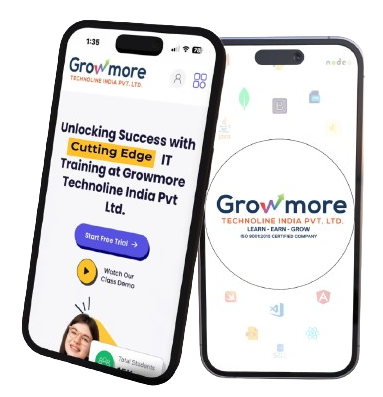 1:35
78
Growmore
TECHNOLINE INDIA PVT. LTD.
Unlocking Success with
Cutting Edge IT
Training at Growmore
Technoline India Pvt
Ltd.
Start Free Trial →
Watch Our
Class Demo
Total Students
node
Growmore
TECHNOLINE INDIA PVT. LTD.
LEARN - EARN - GROW
ISO 9001:2015 CERTIFIED COMPANY